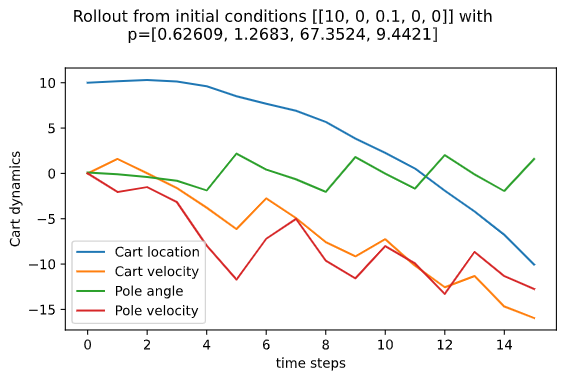 Rollout from initial conditions [[10, 0, 0.1, 0, 0]] with
p=[0.62609, 1.2683, 67.3524, 9.4421]
10
5
0
−5
−10
−15
Cart dynamics
Cart location
Cart velocity
Pole angle
Pole velocity
0 2 4 6 8 10 12 14
time steps